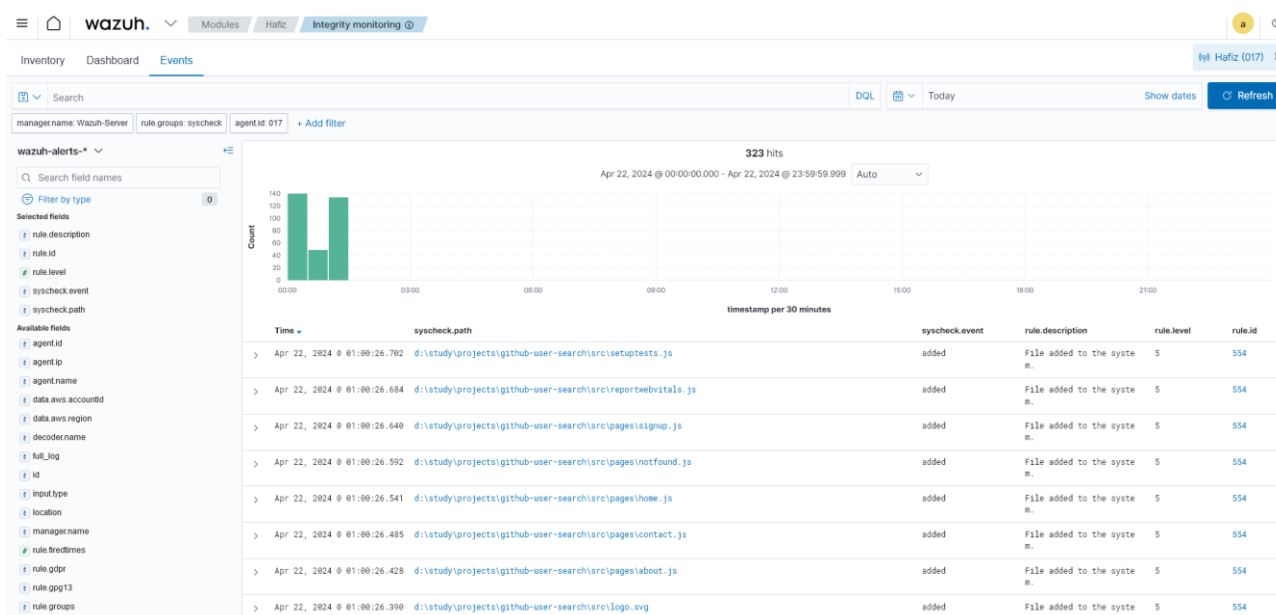 wazuh. Modules Hafiz Integrity monitoring
a
Inventory Dashboard Events
Hafiz (017)
Search DQL Today Show dates Refresh
manager.name: Wazuh-Server rule.groups: syscheck agent.id: 017 + Add filter
wazuh-alerts-*
Search field names
Filter by type 0
Selected fields
t rule.description
t rule.id
# rule.level
t syscheck.event
t syscheck.path
Available fields
t agent.id
t agent.ip
t agent.name
t data.aws.accountId
t data.aws.region
t decoder.name
t full_log
t id
t input.type
t location
t manager.name
# rule.firedtimes
t rule.gdpr
t rule.gpg13
t rule.groups
323 hits
Apr 22, 2024 @ 00:00:00.000 - Apr 22, 2024 @ 23:59:59.999 Auto
Count
140
120
100
80
60
40
20
0
00:00 03:00 06:00 09:00 12:00 15:00 18:00 21:00
timestamp per 30 minutes
Time syscheck.path syscheck.event rule.description rule.level rule.id
Apr 22, 2024 @ 01:00:26.702 d:\study\projects\github-user-search\src\setuptests.js added File added to the syste 5 554
m.
Apr 22, 2024 @ 01:00:26.684 d:\study\projects\github-user-search\src\reportwebvitals.js added File added to the syste 5 554
m.
Apr 22, 2024 @ 01:00:26.640 d:\study\projects\github-user-search\src\pages\signup.js added File added to the syste 5 554
m.
Apr 22, 2024 @ 01:00:26.592 d:\study\projects\github-user-search\src\pages\notfound.js added File added to the syste 5 554
m.
Apr 22, 2024 @ 01:00:26.541 d:\study\projects\github-user-search\src\pages\home.js added File added to the syste 5 554
m.
Apr 22, 2024 @ 01:00:26.485 d:\study\projects\github-user-search\src\pages\contact.js added File added to the syste 5 554
m.
Apr 22, 2024 @ 01:00:26.428 d:\study\projects\github-user-search\src\pages\about.js added File added to the syste 5 554
m.
Apr 22, 2024 @ 01:00:26.390 d:\study\projects\github-user-search\src\logo.svg added File added to the syste 5 554